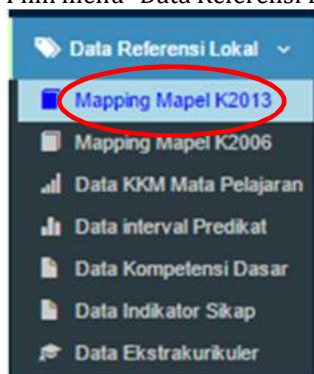 Data Referensi Lokal
Mapping Mapel K2013
Mapping Mapel K2006
Data KKM Mata Pelajaran
Data interval Predikat
Data Kompetensi Dasar
Data Indikator Sikap
Data Ekstrakurikuler